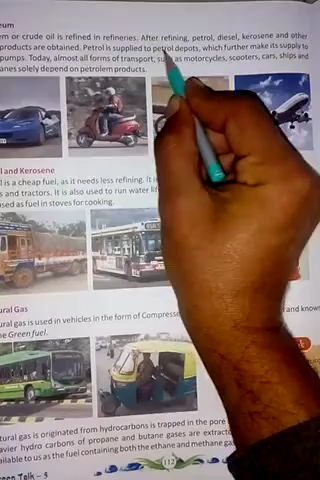 eum
em or crude oil is refined in refineries. After refining, petrol, diesel, kerosene and other
products are obtained. Petrol is supplied to petrol depots, which further make its supply to
pumps. Today, almost all forms of transport, such as motorcycles, scooters, cars, ships and
anes solely depend on petrolem products.
l and Kerosene
l is a cheap fuel, as it needs less refining. It i
s and tractors. It is also used to run water lif
used as fuel in stoves for cooking.
ural Gas
ural gas is used in vehicles in the form of Compresse
and known
e Green fuel.
tural gas is originated from hydrocarbons is trapped in the pore
avier hydro carbons of propane and butane gases are extract
ailable to us as the fuel containing both the ethane and methane ga
een Talk - 5
112